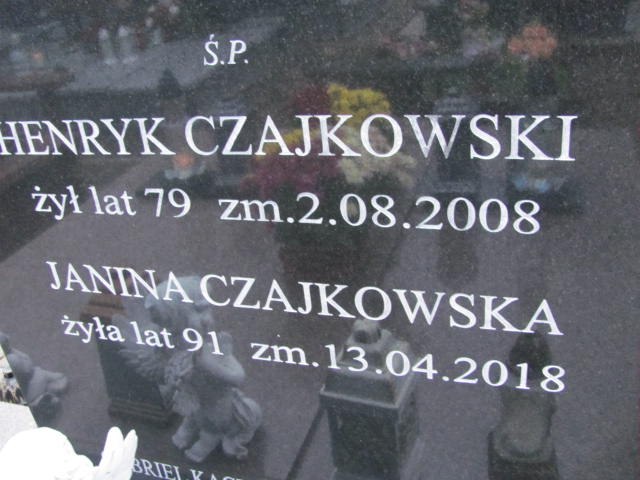 Ś.P.
HENRYK CZAJKOWSKI
żył lat 79 zm.2.08.2008
JANINA CZAJKOWSKA
żyła lat 91 zm.13.04.2018